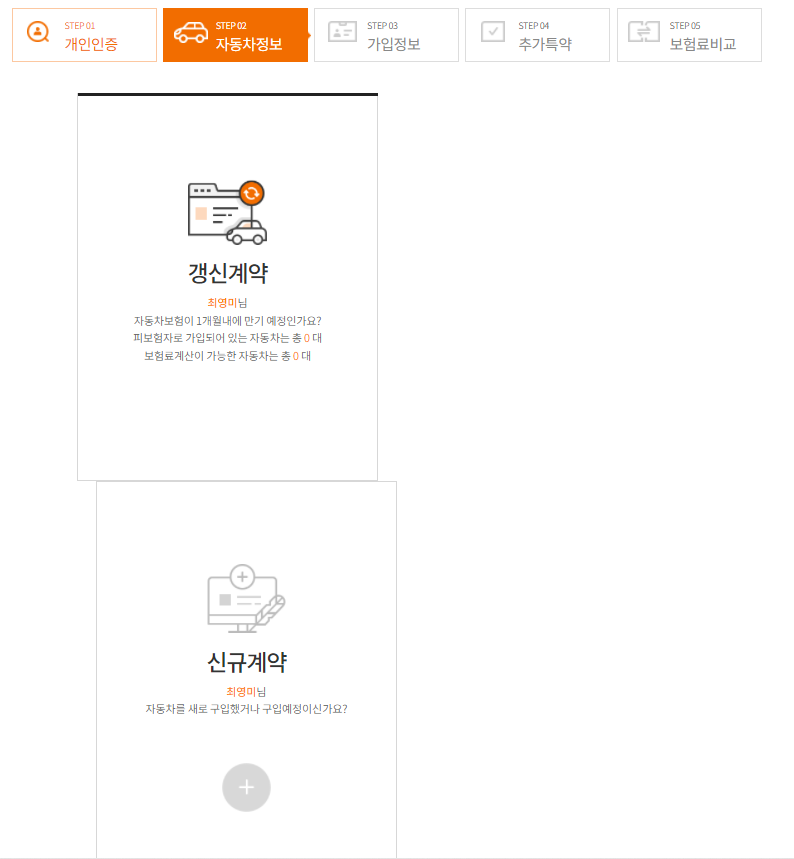 STEP 01
개인인증
STEP 02
자동차정보
STEP 03
가입정보
STEP 04
추가특약
STEP 05
보험료비교
갱신계약
최영미님
자동차보험이 1개월내에 만기 예정인가요?
피보험자로 가입되어 있는 자동차는 총 0 대
보험료계산이 가능한 자동차는 총 0 대
신규계약
최영미님
자동차를 새로 구입했거나 구입예정이신가요?